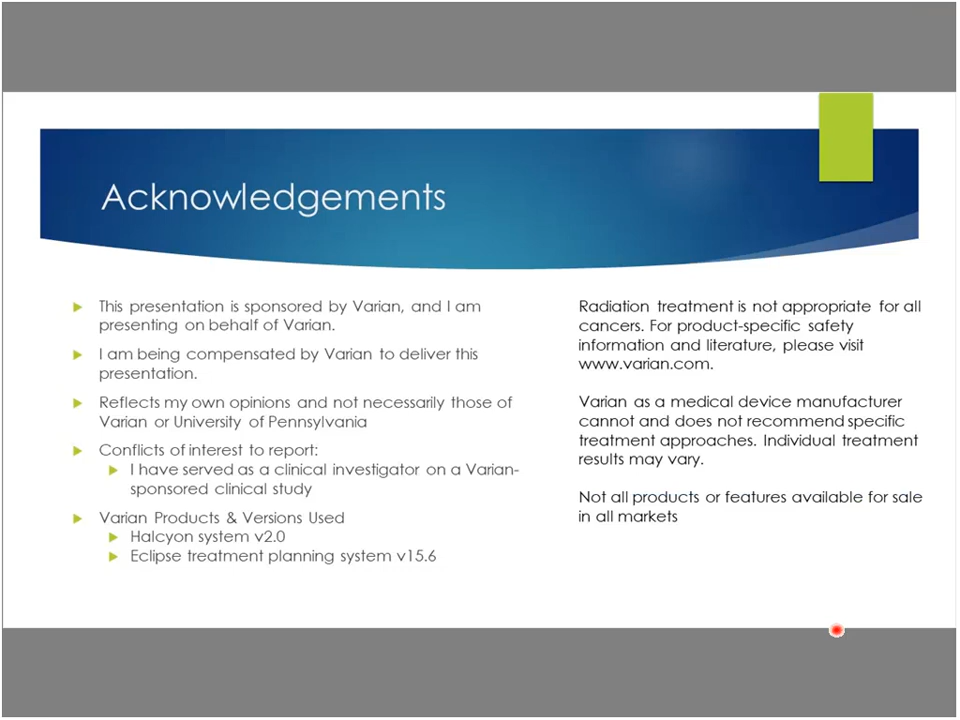 Acknowledgements
This presentation is sponsored by Varian, and I am
presenting on behalf of Varian.
I am being compensated by Varian to deliver this
presentation.
Reflects my own opinions and not necessarily those of
Varian or University of Pennsylvania
Conflicts of interest to report:
I have served as a clinical investigator on a Varian-
sponsored clinical study
Varian Products & Versions Used
Halcyon system v2.0
Eclipse treatment planning system v15.6
Radiation treatment is not appropriate for all
cancers. For product-specific safety
information and literature, please visit
www.varian.com.
Varian as a medical device manufacturer
cannot and does not recommend specific
treatment approaches. Individual treatment
results may vary.
Not all products or features available for sale
in all markets